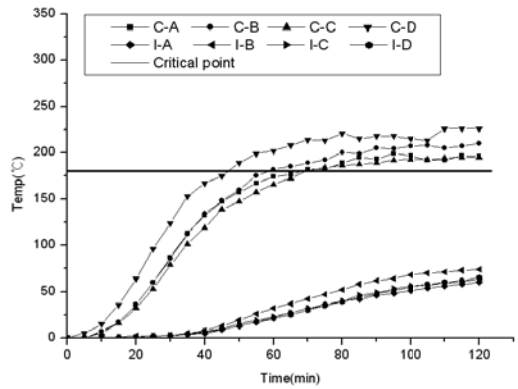 350
300
250
200
150
100
50
0
Temp(℃)
C-A C-B C-C C-D
I-A I-B I-C I-D
Critical point
0 20 40 60 80 100 120
Time(min)